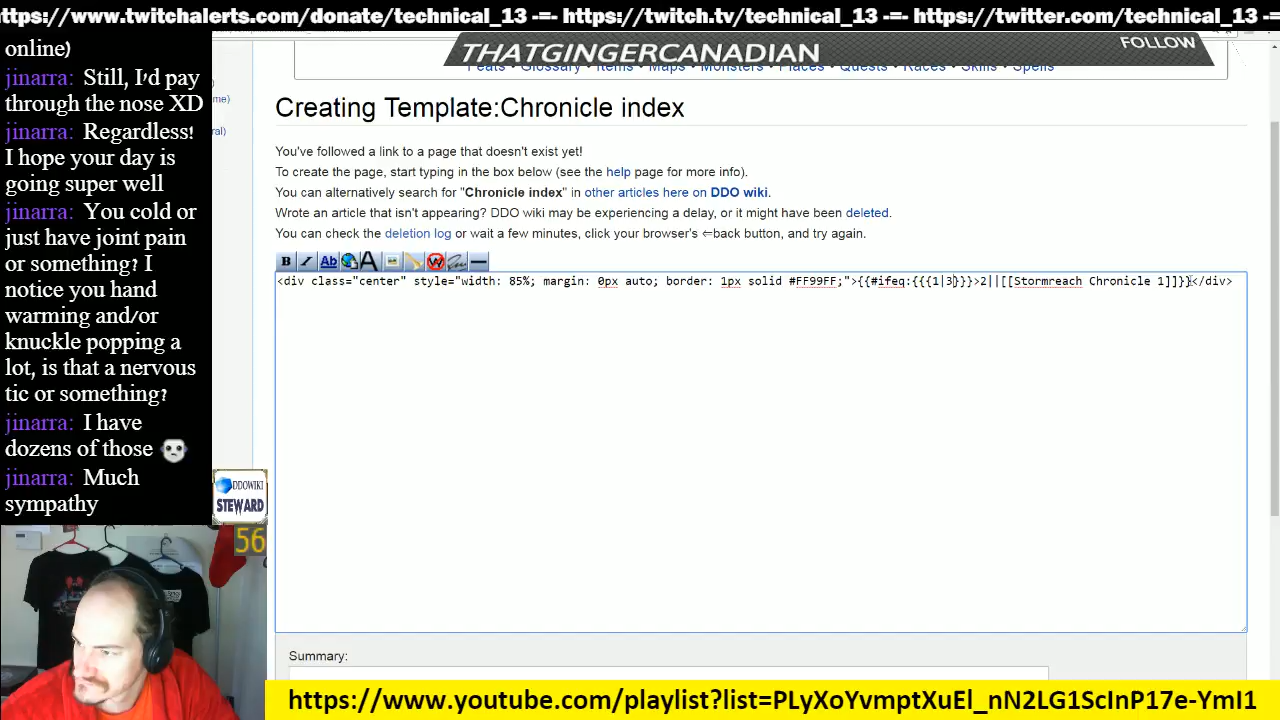 https://www.twitchalerts.com/donate/technical_13 -=- https://twitch.tv/technical_13 -=- https://twitter.com/technical_13 -=-
THATGINGERCANADIAN
FOLLOW
Feats • Glossary • Items • Maps • Monsters • Places • Quests • Races • Skills • Spells
online)
jinarra: Still, I'd pay
through the nose XD
jinarra: Regardless!
I hope your day is
going super well
jinarra: You cold or
just have joint pain
or something? I
notice you hand
warming and/or
knuckle popping a
lot, is that a nervous
tic or something?
jinarra: I have
dozens of those
jinarra: Much
sympathy
Creating Template:Chronicle index
You've followed a link to a page that doesn't exist yet!
To create the page, start typing in the box below (see the help page for more info).
You can alternatively search for "Chronicle index" in other articles here on DDO wiki.
Wrote an article that isn't appearing? DDO wiki may be experiencing a delay, or it might have been deleted.
You can check the deletion log or wait a few minutes, click your browser's ⇐back button, and try again.
B I Ab A W
<div class="center" style="width: 85%; margin: 0px auto; border: 1px solid #FF99FF;">{{#ifeq:{{{1|3}}}>2||[[Stormreach Chronicle 1]]}}</div>
DDOWIKI
STEWARD
56
Summary:
https://www.youtube.com/playlist?list=PLyXoYvmptXuEl_nN2LG1ScInP17e-YmI1